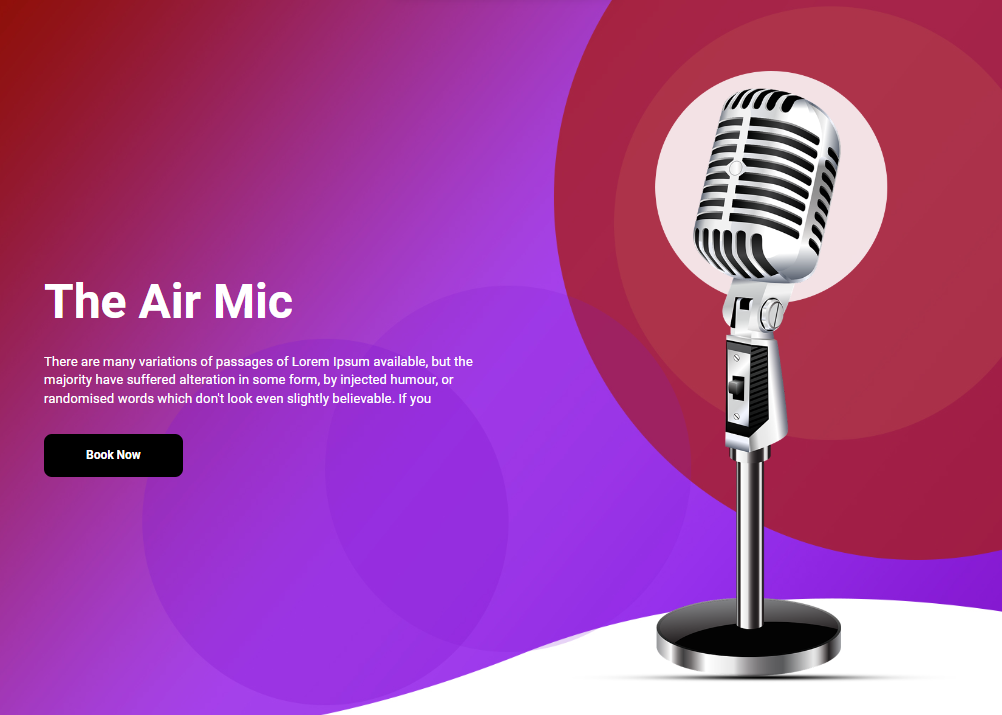 The Air Mic
There are many variations of passages of Lorem Ipsum available, but the
majority have suffered alteration in some form, by injected humour, or
randomised words which don't look even slightly believable. If you
Book Now